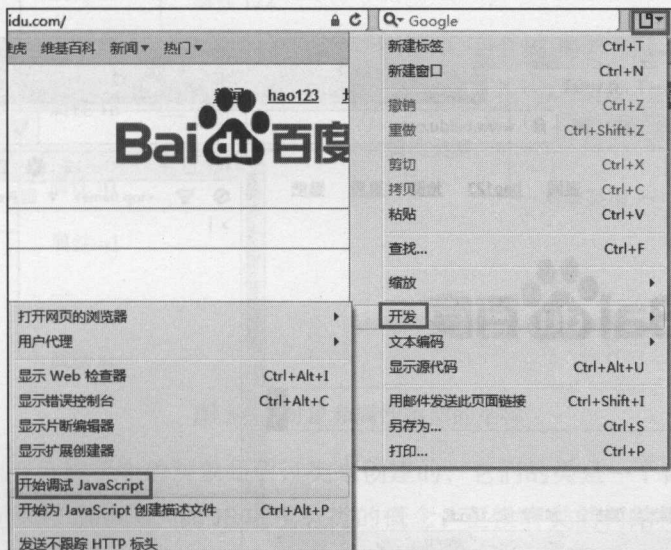 idu.com/
Google
维基百科 新闻▼ 热门▼
hao123
Bai du 百度
新建标签 Ctrl+T
新建窗口 Ctrl+N
撤销 Ctrl+Z
重做 Ctrl+Shift+Z
剪切 Ctrl+X
拷贝 Ctrl+C
粘贴 Ctrl+V
查找... Ctrl+F
缩放
开发
文本编码
显示源代码 Ctrl+Alt+U
用邮件发送此页面链接 Ctrl+Shift+I
另存为... Ctrl+S
打印... Ctrl+P
打开网页的浏览器
用户代理
显示 Web 检查器 Ctrl+Alt+I
显示错误控制台 Ctrl+Alt+C
显示片断编辑器
显示扩展创建器
开始调试 JavaScript
开始为 JavaScript 创建描述文件 Ctrl+Alt+P
发送不跟踪 HTTP 标头